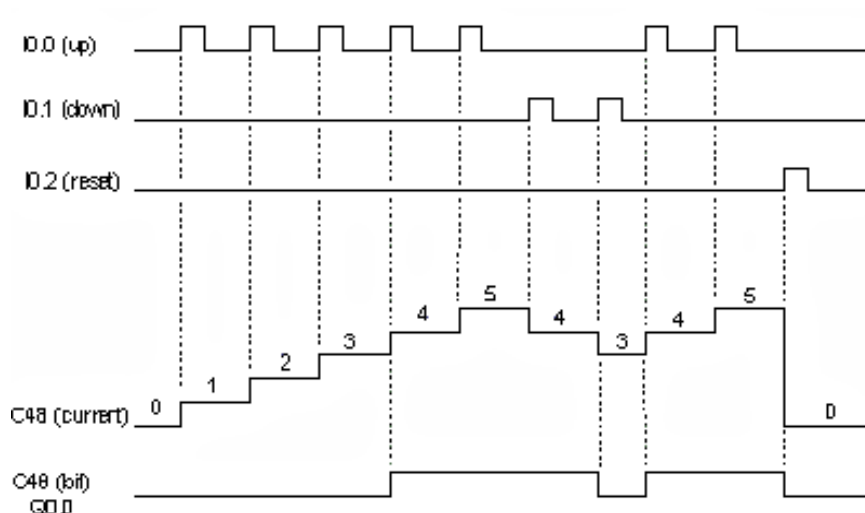 I0.0 (up)
I0.1 (down)
I0.2 (reset)
5
5
4
4
4
3
3
2
1
0
0
C48 (current)
C48 (bit)
Q0.0